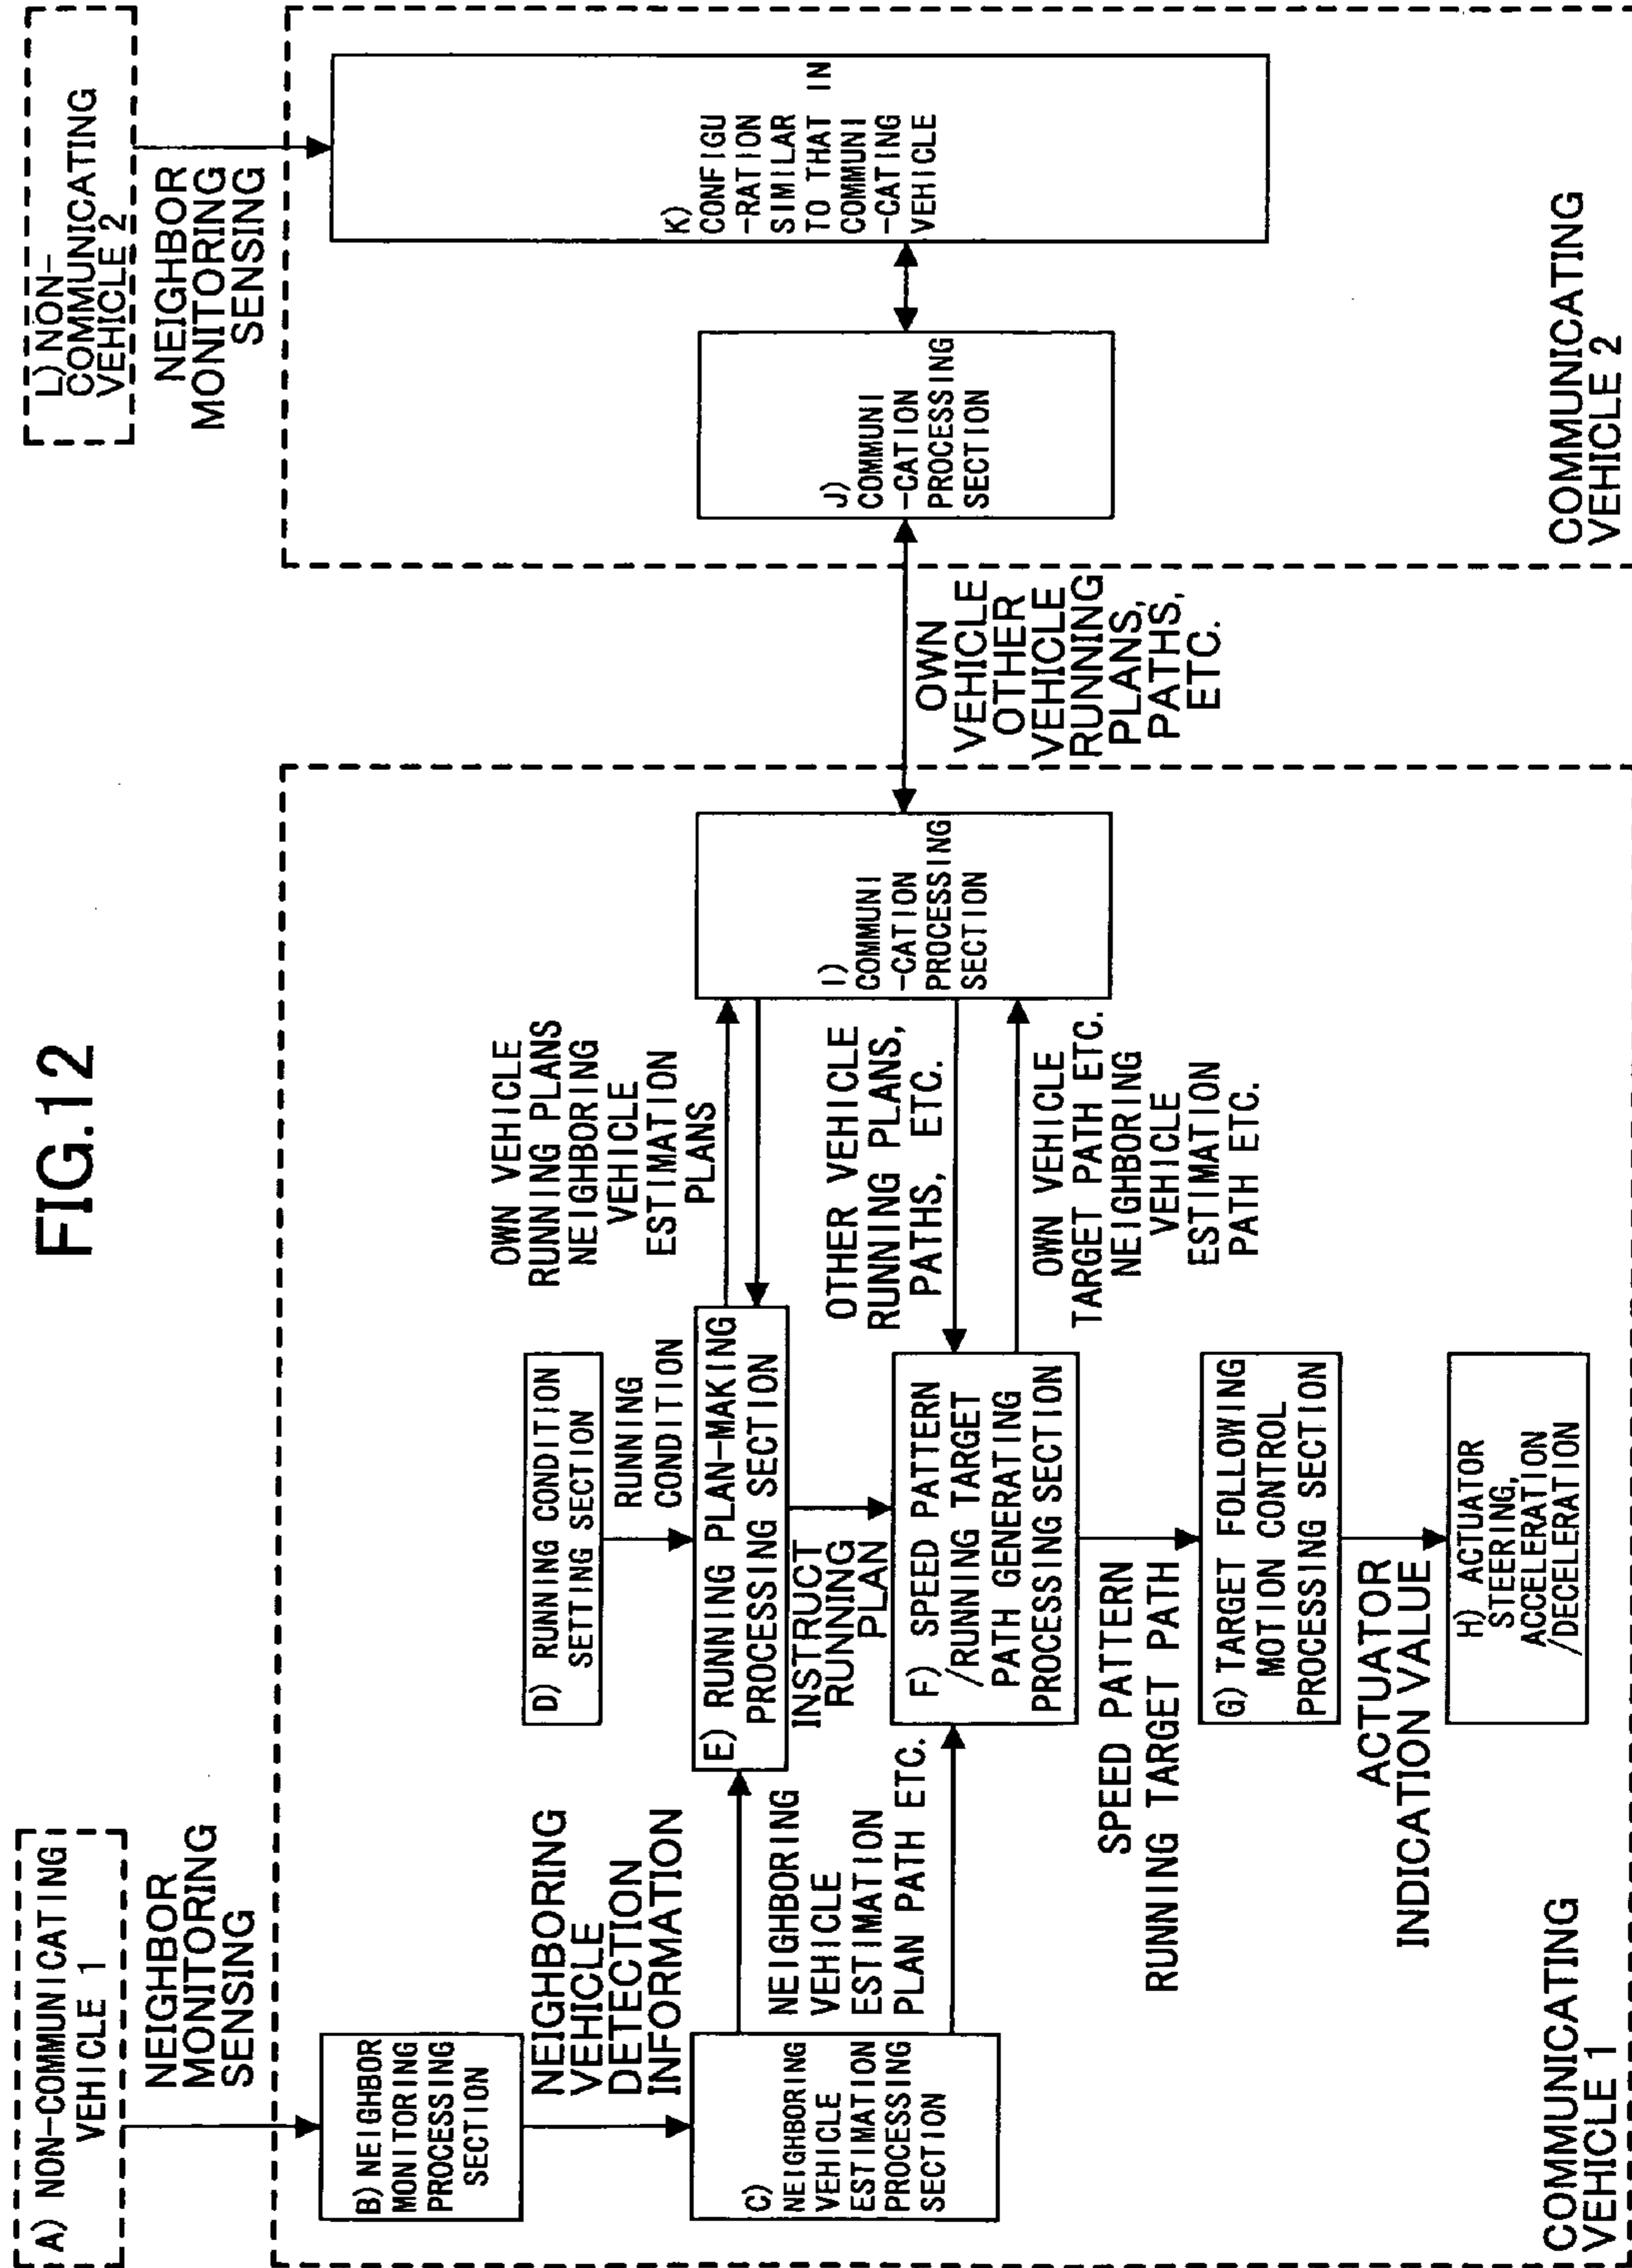 FIG.12
A) NON-COMMUNICATING
VEHICLE 1
NEIGHBOR
MONITORING
SENSING
B) NEIGHBOR
MONITORING
PROCESSING
SECTION
NEIGHBORING
VEHICLE
DETECTION
INFORMATION
C)
NEIGHBORING
VEHICLE
ESTIMATION
PROCESSING
SECTION
NEIGHBORING
VEHICLE
ESTIMATION
PLAN PATH ETC.
D) RUNNING CONDITION
SETTING SECTION
RUNNING
CONDITION
E) RUNNING PLAN-MAKING
PROCESSING SECTION
INSTRUCT
RUNNING
PLAN
F) SPEED PATTERN
/RUNNING TARGET
PATH GENERATING
PROCESSING SECTION
SPEED PATTERN
RUNNING TARGET PATH
G) TARGET FOLLOWING
MOTION CONTROL
PROCESSING SECTION
ACTUATOR
INDICATION VALUE
H) ACTUATOR
STEERING,
ACCELERATION
/DECELERATION
OWN VEHICLE
RUNNING PLANS
NEIGHBORING
VEHICLE
ESTIMATION
PLANS
OTHER VEHICLE
RUNNING PLANS,
PATHS, ETC.
OWN VEHICLE
TARGET PATH ETC.
NEIGHBORING
VEHICLE
ESTIMATION
PATH ETC.
I)
COMMUNI
-CATION
PROCESSING
SECTION
COMMUNICATING
VEHICLE 1
OWN
VEHICLE
OTHER
VEHICLE
RUNNING
PLANS,
PATHS,
ETC.
L) NON-
COMMUNICATING
VEHICLE 2
NEIGHBOR
MONITORING
SENSING
J)
COMMUNI
-CATION
PROCESSING
SECTION
K)
CONFIGU
-RATION
SIMILAR
TO THAT IN
COMMUNI
-CATING
VEHICLE
COMMUNICATING
VEHICLE 2